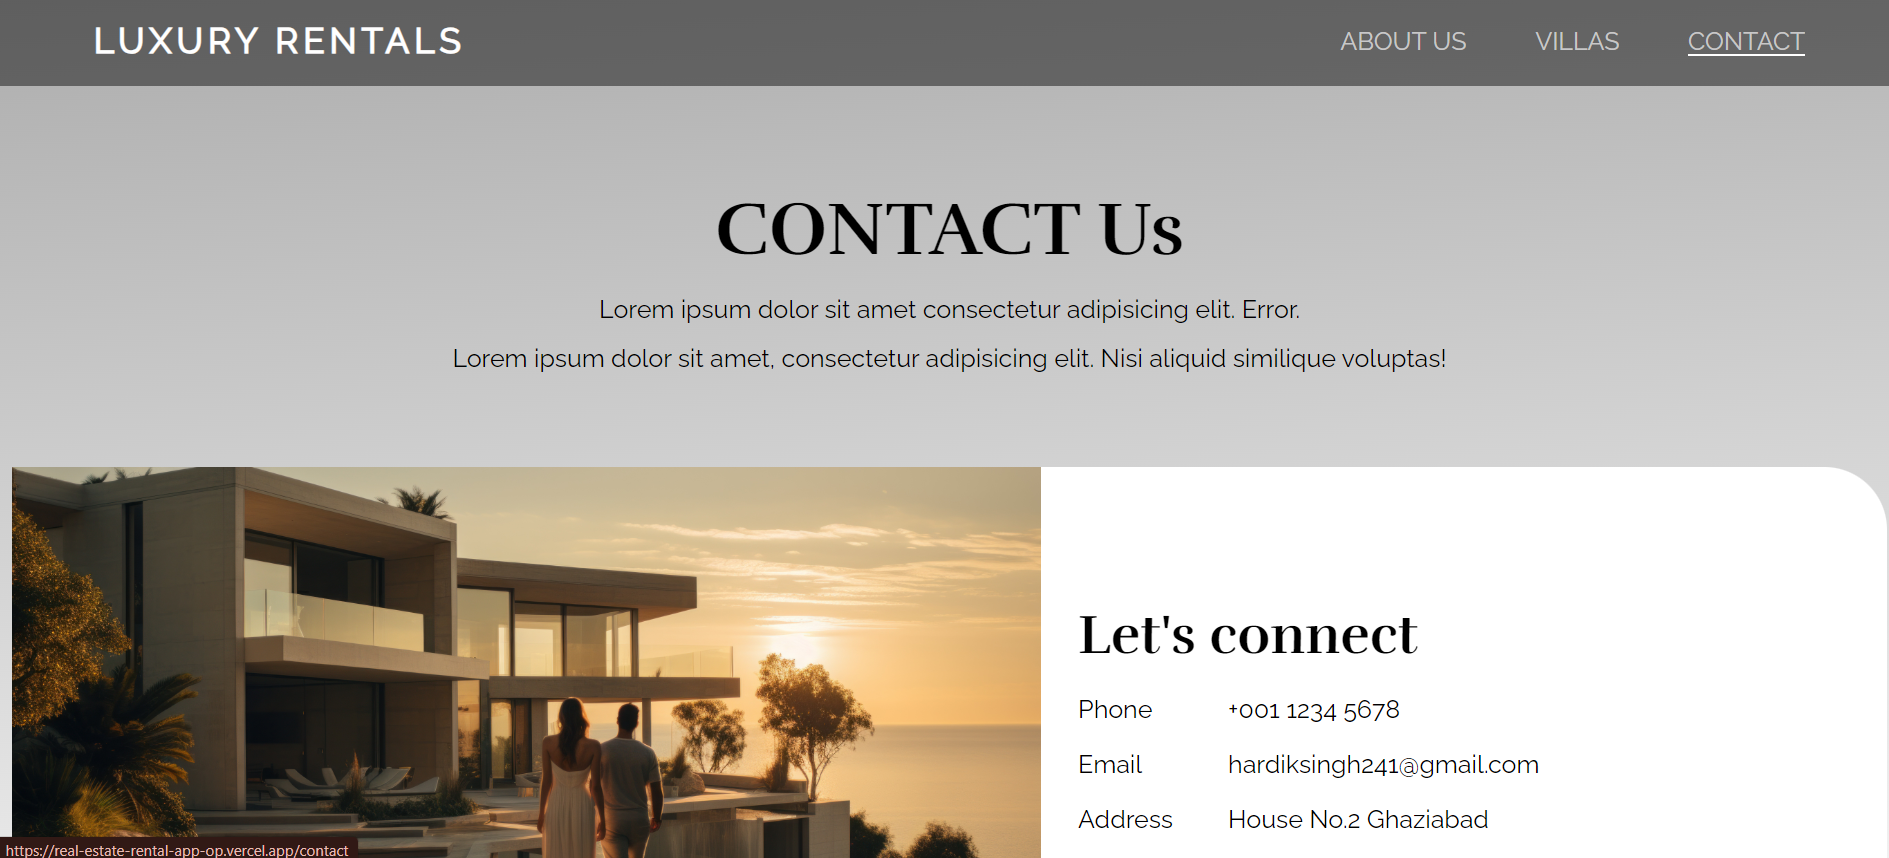 LUXURY RENTALS
ABOUT US VILLAS CONTACT
CONTACT Us
Lorem ipsum dolor sit amet consectetur adipisicing elit. Error.
Lorem ipsum dolor sit amet, consectetur adipisicing elit. Nisi aliquid similique voluptas!
Let's connect
Phone +001 1234 5678
Email hardiksingh241@gmail.com
Address House No.2 Ghaziabad
https://real-estate-rental-app-op.vercel.app/contact